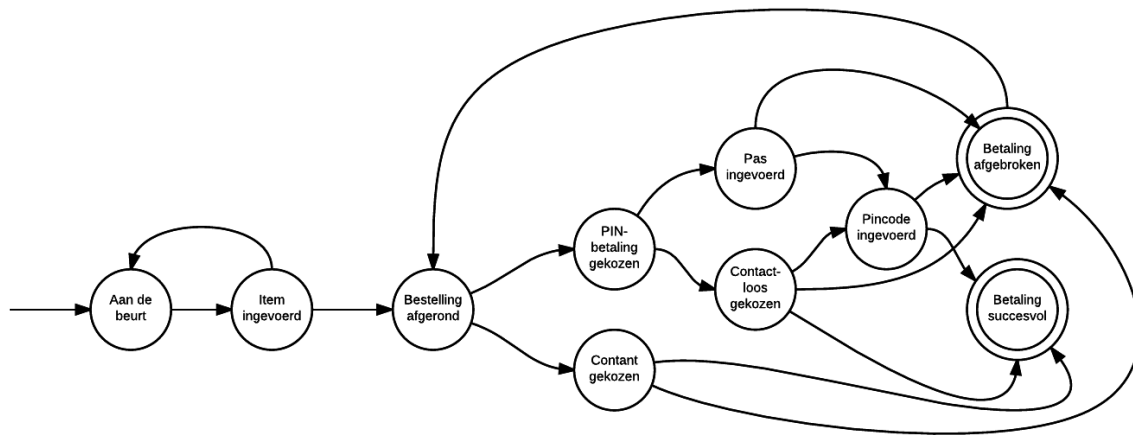 Aan de
beurt
Item
ingevoerd
Bestelling
afgerond
PIN-
betaling
gekozen
Contant
gekozen
Pas
ingevoerd
Contact-
loos
gekozen
Pincode
ingevoerd
Betaling
afgebroken
Betaling
succesvol